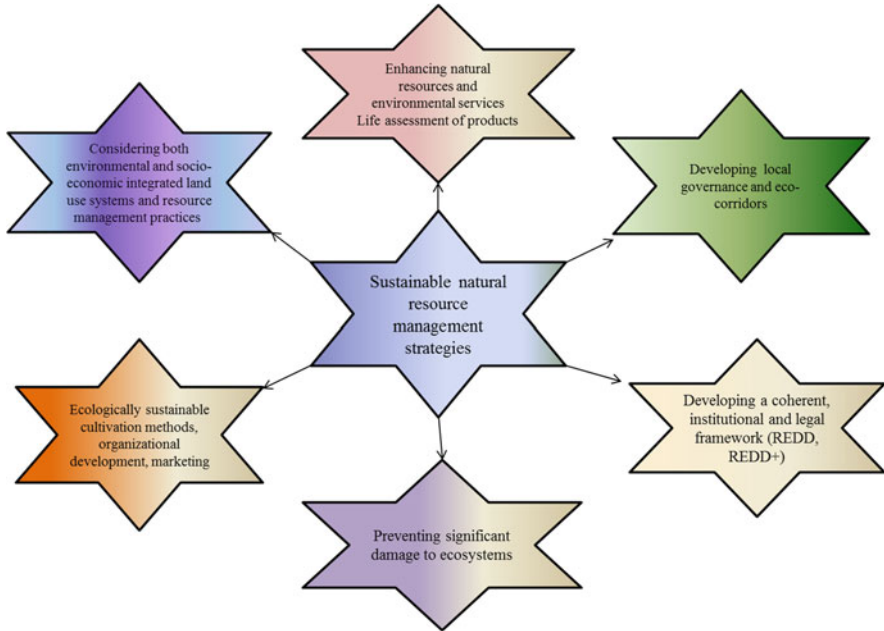 Enhancing natural
resources and
environmental services
Life assessment of products
Considering both
environmental and socio-
economic integrated land
use systems and resource
management practices
Developing local
governance and eco-
corridors
Sustainable natural
resource
management
strategies
Ecologically sustainable
cultivation methods,
organizational
development, marketing
Developing a coherent,
institutional and legal
framework (REDD,
REDD+)
Preventing significant
damage to ecosystems